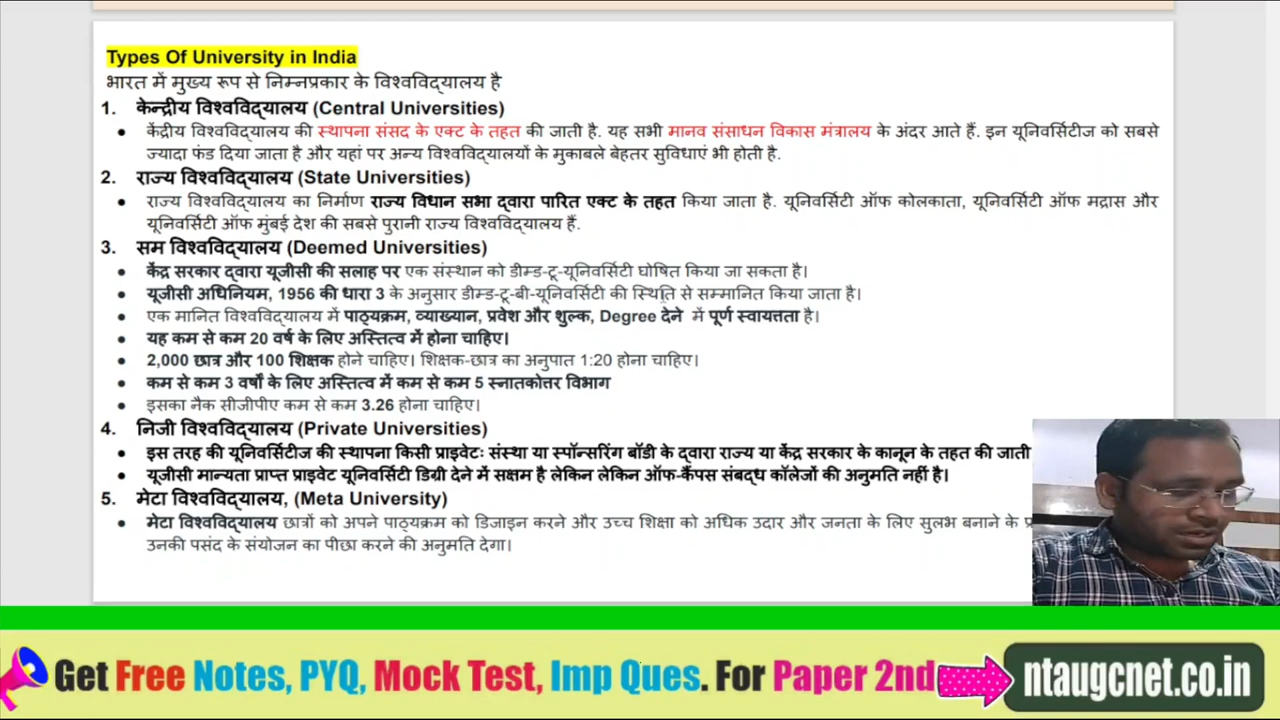 Types Of University in India
भारत में मुख्य रूप से निम्नप्रकार के विश्वविद्यालय है
1. केन्द्रीय विश्वविद्यालय (Central Universities)
● केंद्रीय विश्वविद्यालय की स्थापना संसद के एक्ट के तहत की जाती है. यह सभी मानव संसाधन विकास मंत्रालय के अंदर आते हैं. इन यूनिवर्सिटीज को सबसे
ज्यादा फंड दिया जाता है और यहां पर अन्य विश्वविद्यालयों के मुकाबले बेहतर सुविधाएं भी होती है.
2. राज्य विश्वविद्यालय (State Universities)
● राज्य विश्वविद्यालय का निर्माण राज्य विधान सभा द्वारा पारित एक्ट के तहत किया जाता है. यूनिवर्सिटी ऑफ कोलकाता, यूनिवर्सिटी ऑफ मद्रास और
यूनिवर्सिटी ऑफ मुंबई देश की सबसे पुरानी राज्य विश्वविद्यालय हैं.
3. सम विश्वविद्यालय (Deemed Universities)
● केंद्र सरकार द्वारा यूजीसी की सलाह पर एक संस्थान को डीम्ड-टू-यूनिवर्सिटी घोषित किया जा सकता है।
● यूजीसी अधिनियम, 1956 की धारा 3 के अनुसार डीम्ड-टू-बी-यूनिवर्सिटी की स्थिति से सम्मानित किया जाता है।
● एक मानित विश्वविद्यालय में पाठ्यक्रम, व्याख्यान, प्रवेश और शुल्क, Degree देने में पूर्ण स्वायत्तता है।
● यह कम से कम 20 वर्ष के लिए अस्तित्व में होना चाहिए।
● 2,000 छात्र और 100 शिक्षक होने चाहिए। शिक्षक-छात्र का अनुपात 1:20 होना चाहिए।
● कम से कम 3 वर्षों के लिए अस्तित्व में कम से कम 5 स्नातकोत्तर विभाग
● इसका नैक सीजीपीए कम से कम 3.26 होना चाहिए।
4. निजी विश्वविद्यालय (Private Universities)
● इस तरह की यूनिवर्सिटीज की स्थापना किसी प्राइवेटः संस्था या स्पॉन्सरिंग बॉडी के द्वारा राज्य या केंद्र सरकार के कानून के तहत की जाती
● यूजीसी मान्यता प्राप्त प्राइवेट यूनिवर्सिटी डिग्री देने में सक्षम है लेकिन लेकिन ऑफ-कैंपस संबद्ध कॉलेजों की अनुमति नहीं है।
5. मेटा विश्वविद्यालय, (Meta University)
● मेटा विश्वविद्यालय छात्रों को अपने पाठ्यक्रम को डिजाइन करने और उच्च शिक्षा को अधिक उदार और जनता के लिए सुलभ बनाने के
उनकी पसंद के संयोजन का पीछा करने की अनुमति देगा।
Get Free Notes, PYQ, Mock Test, Imp Ques. For Paper 2nd ntaugcnet.co.in